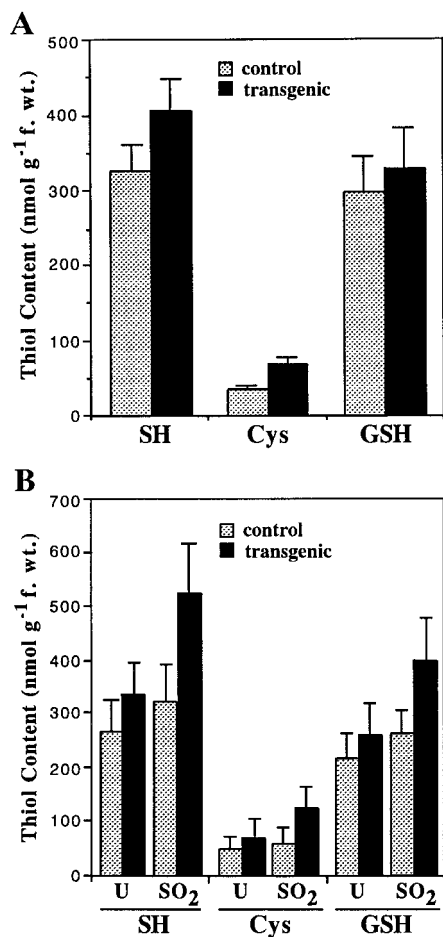 A
500
400
300
200
100
0
Thiol Content (nmol g⁻¹ f. wt.)
control
transgenic
SH Cys GSH
B
700
600
500
400
300
200
100
0
Thiol Content (nmol g⁻¹ f. wt.)
control
transgenic
U SO₂ U SO₂ U SO₂
SH Cys GSH